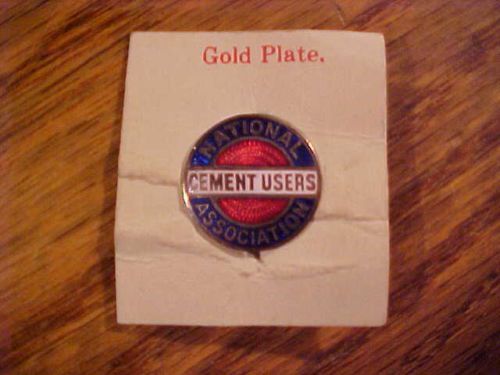 Gold Plate.
NATIONAL
CEMENT USERS
ASSOCIATION